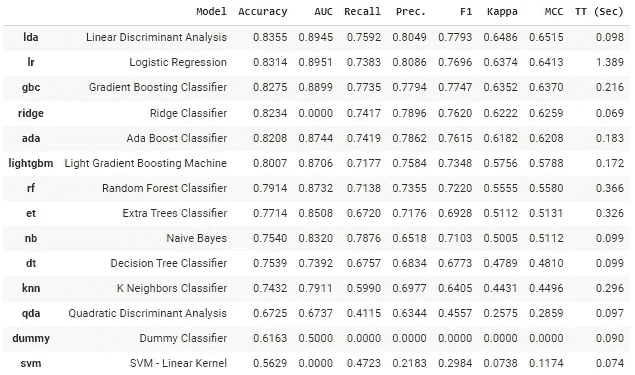 Model Accuracy AUC Recall Prec. F1 Kappa MCC TT (Sec)
lda Linear Discriminant Analysis 0.8355 0.8945 0.7592 0.8049 0.7793 0.6486 0.6515 0.098
lr Logistic Regression 0.8314 0.8951 0.7383 0.8086 0.7696 0.6374 0.6413 1.389
gbc Gradient Boosting Classifier 0.8275 0.8899 0.7735 0.7794 0.7747 0.6352 0.6370 0.216
ridge Ridge Classifier 0.8234 0.0000 0.7417 0.7896 0.7620 0.6222 0.6259 0.069
ada Ada Boost Classifier 0.8208 0.8744 0.7419 0.7862 0.7615 0.6182 0.6208 0.183
lightgbm Light Gradient Boosting Machine 0.8007 0.8706 0.7177 0.7584 0.7348 0.5756 0.5788 0.172
rf Random Forest Classifier 0.7914 0.8732 0.7138 0.7355 0.7220 0.5555 0.5580 0.366
et Extra Trees Classifier 0.7714 0.8508 0.6720 0.7176 0.6928 0.5112 0.5131 0.326
nb Naive Bayes 0.7540 0.8320 0.7876 0.6518 0.7103 0.5005 0.5112 0.099
dt Decision Tree Classifier 0.7539 0.7392 0.6757 0.6834 0.6773 0.4789 0.4810 0.099
knn K Neighbors Classifier 0.7432 0.7911 0.5990 0.6977 0.6405 0.4431 0.4496 0.296
qda Quadratic Discriminant Analysis 0.6725 0.6737 0.4115 0.6344 0.4557 0.2575 0.2859 0.097
dummy Dummy Classifier 0.6163 0.5000 0.0000 0.0000 0.0000 0.0000 0.0000 0.090
svm SVM - Linear Kernel 0.5629 0.0000 0.4723 0.2183 0.2984 0.0738 0.1174 0.074